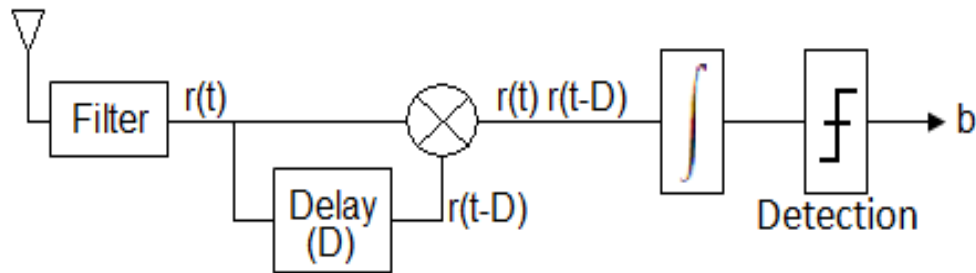 Filter
r(t)
r(t) r(t-D)
Delay
(D)
r(t-D)
Detection
b